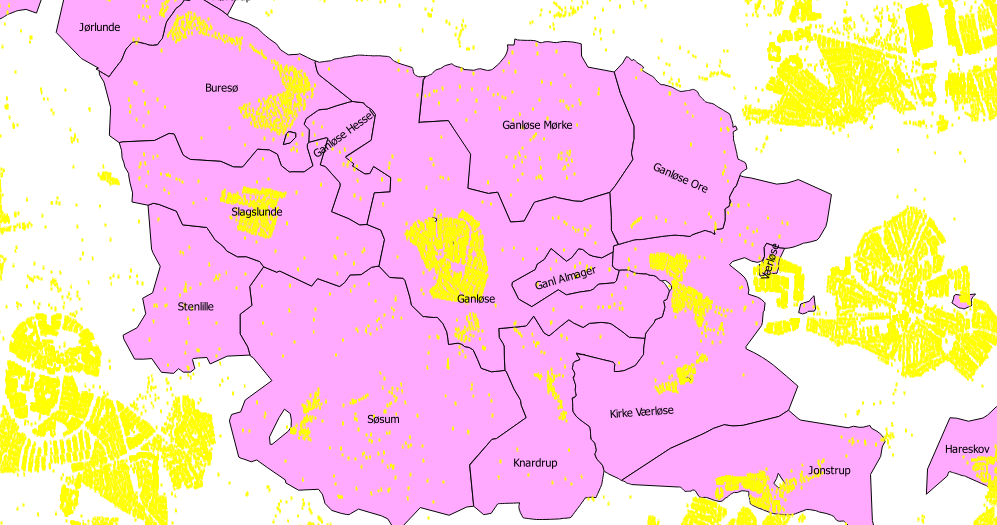 Jørlunde
Buresø
Ganløse Hessel
Ganløse Mørke
Ganløse Ore
Slagslunde
Værløse
Ganl Almager
Ganløse
Stenlille
Søsum
Kirke Værløse
Knardrup
Jonstrup
Hareskov